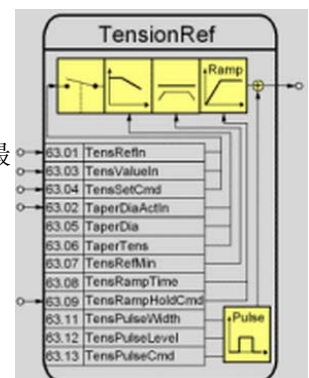 TensionRef
Ramp
最
63.01 TensRefIn
63.03 TensValueIn
63.04 TensSetCmd
63.02 TaperDiaActIn
63.05 TaperDia
63.06 TaperTens
63.07 TensRefMin
63.08 TensRampTime
63.09 TensRampHoldCmd
63.11 TensPulseWidth
63.12 TensPulseLevel
63.13 TensPulseCmd
Pulse